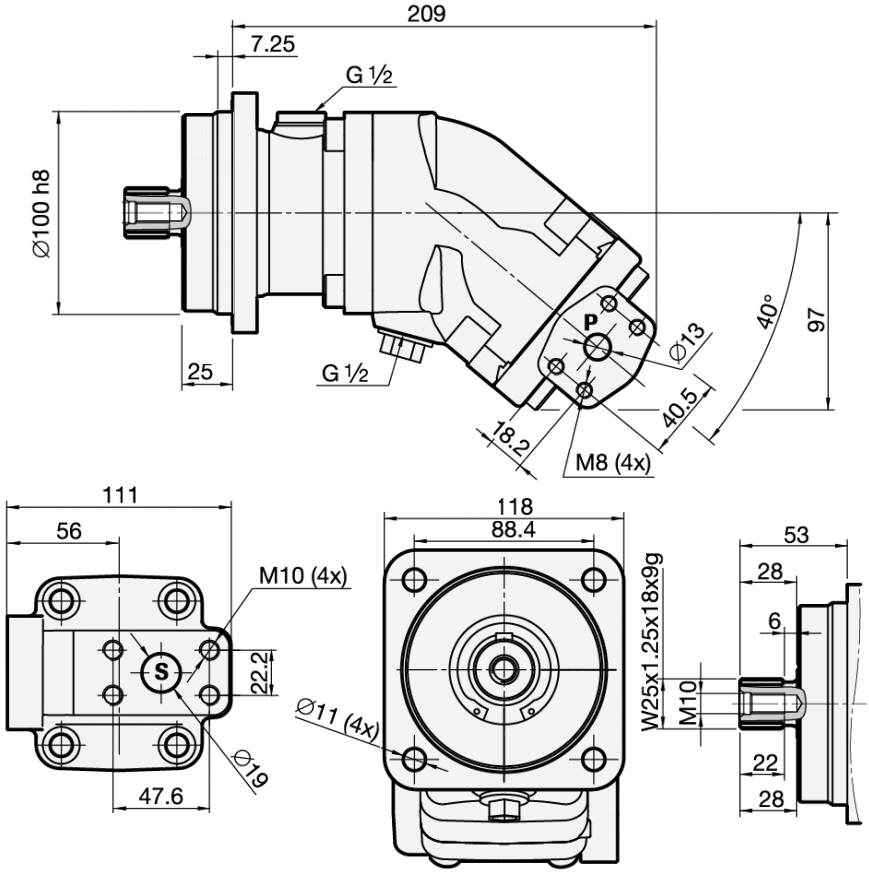 209
7.25
G ½
Ø100 h8
25
G ½
P
Ø13
40°
97
40.5
18.2
M8 (4x)
111
56
M10 (4x)
S
22.2
Ø19
47.6
118
88.4
Ø11 (4x)
53
28
6
W25x1.25x18x9g
M10
22
28